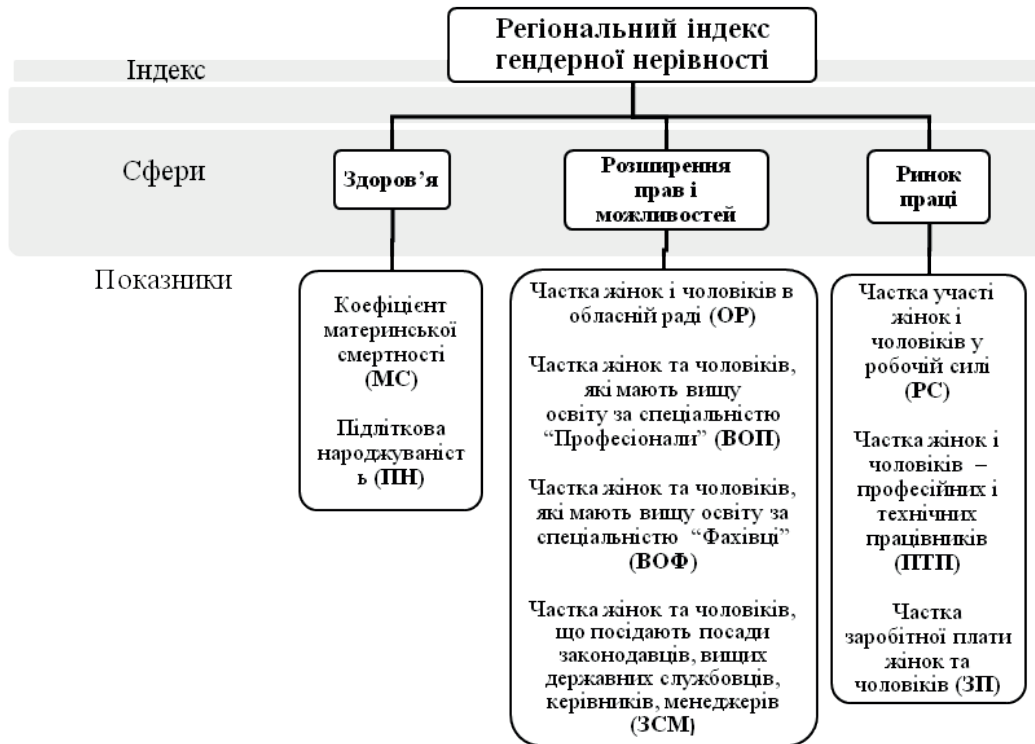 Регіональний індекс
гендерної нерівності
Індекс
Сфери
Здоров’я
Розширення
прав і
можливостей
Ринок
праці
Показники
Коефіцієнт
материнської
смертності
(МС)
Підліткова
народжуваніст
ь (ПН)
Частка жінок і чоловіків в
обласній раді (ОР)
Частка жінок та чоловіків,
які мають вищу
освіту за спеціальністю
“Професіонали” (ВОП)
Частка жінок та чоловіків,
які мають вищу освіту за
спеціальністю “Фахівці”
(ВОФ)
Частка жінок та чоловіків,
що посідають посади
законодавців, вищих
державних службовців,
керівників, менеджерів
(ЗСМ)
Частка участі
жінок і
чоловіків у
робочій силі
(РС)
Частка жінок і
чоловіків –
професійних і
технічних
працівників
(ПТП)
Частка
заробітної плати
жінок та
чоловіків (ЗП)